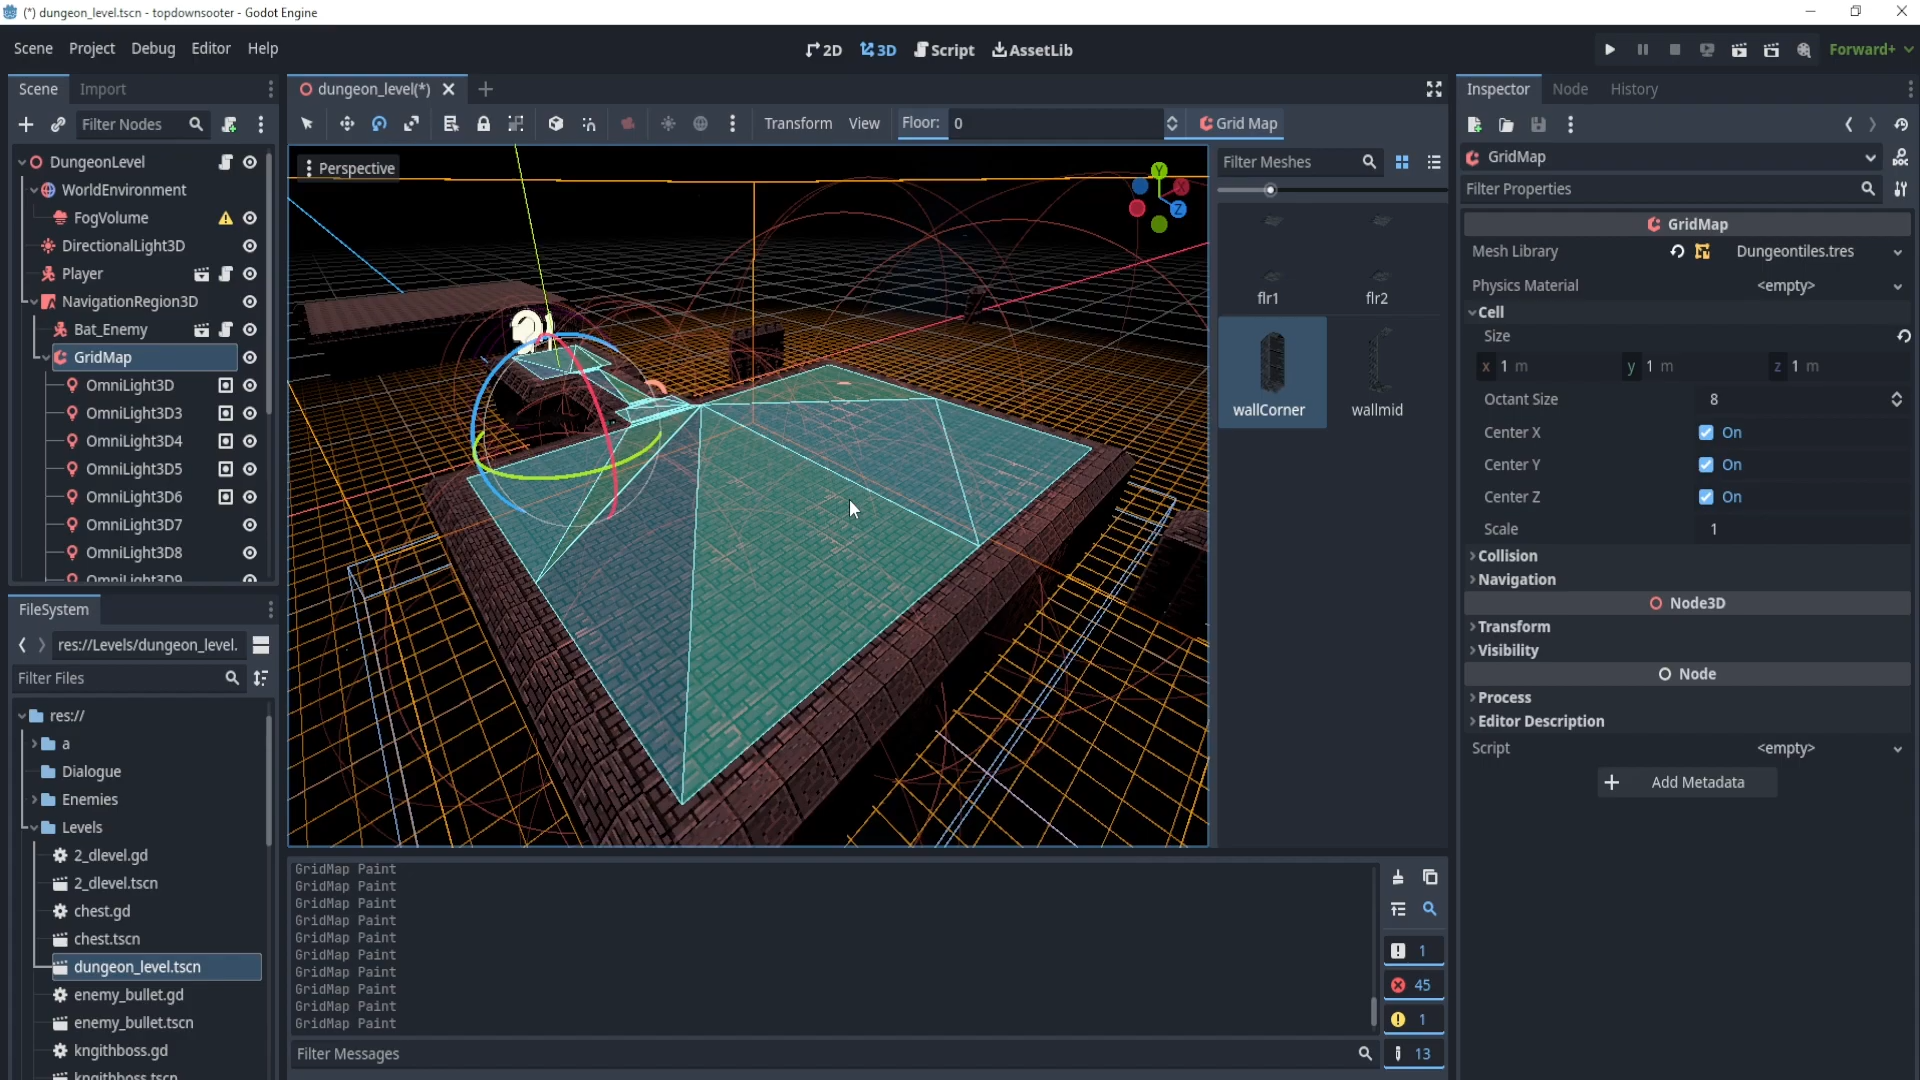 (*) dungeon_level.tscn - topdownsooter - Godot Engine
Scene Project Debug Editor Help
2D 3D Script AssetLib
Forward+
Scene Import
dungeon_level(*)
Inspector Node History
Filter Nodes
Transform View Floor: 0 Grid Map
DungeonLevel
WorldEnvironment
FogVolume
DirectionalLight3D
Player
NavigationRegion3D
Bat_Enemy
GridMap
OmniLight3D
OmniLight3D3
OmniLight3D4
OmniLight3D5
OmniLight3D6
OmniLight3D7
OmniLight3D8
OmniLight3D9
Perspective
Y
X
Z
Filter Meshes
flr1 flr2
wallCorner wallmid
GridMap
Filter Properties
GridMap
Mesh Library Dungeontiles.tres
Physics Material <empty>
Cell
Size
x 1 m y 1 m z 1 m
Octant Size 8
Center X On
Center Y On
Center Z On
Scale 1
Collision
Navigation
Node3D
Transform
Visibility
Node
Process
Editor Description
Script <empty>
Add Metadata
FileSystem
res://Levels/dungeon_level.
Filter Files
res://
a
Dialogue
Enemies
Levels
2_dlevel.gd
2_dlevel.tscn
chest.gd
chest.tscn
dungeon_level.tscn
enemy_bullet.gd
enemy_bullet.tscn
kngithboss.gd
kngithboss.tscn
GridMap Paint
GridMap Paint
GridMap Paint
GridMap Paint
GridMap Paint
GridMap Paint
GridMap Paint
GridMap Paint
GridMap Paint
GridMap Paint
Filter Messages
1
45
1
13